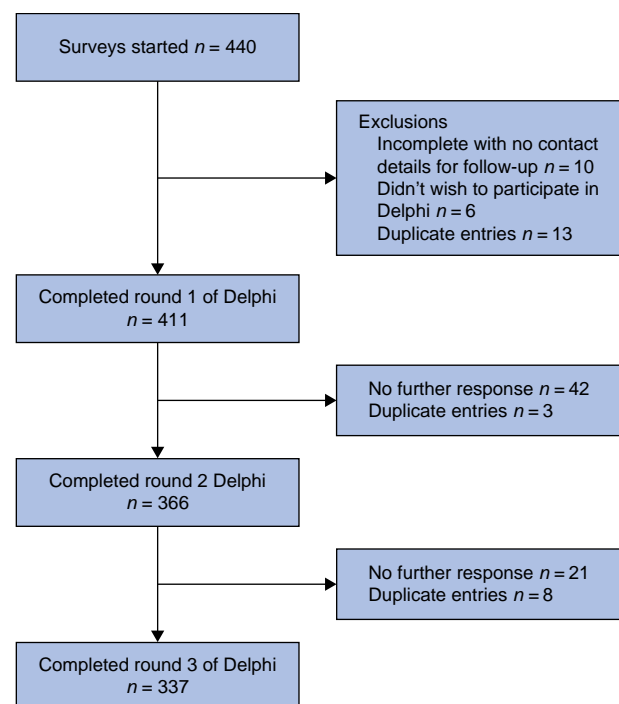 Surveys started n = 440
Exclusions
Incomplete with no contact
details for follow-up n = 10
Didn't wish to participate in
Delphi n = 6
Duplicate entries n = 13
Completed round 1 of Delphi
n = 411
No further response n = 42
Duplicate entries n = 3
Completed round 2 Delphi
n = 366
No further response n = 21
Duplicate entries n = 8
Completed round 3 of Delphi
n = 337